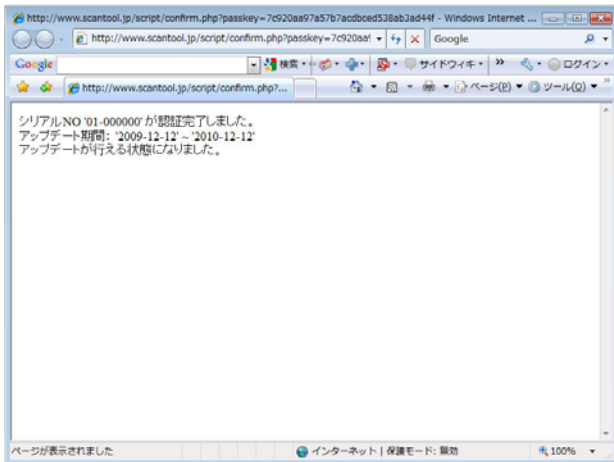 http://www.scantool.jp/script/confirm.php?passkey=7c920aa97a57b7acdbced538ab3ad44f - Windows Internet ...
http://www.scantool.jp/script/confirm.php?passkey=7c920aa9
Google
Google
検索
サイドウィキ
»
ログイン
http://www.scantool.jp/script/confirm.php?...
ページ(P)
ツール(O)
»
シリアルNO '01-000000' が認証完了しました。
アップデート期間: '2009-12-12' ~ '2010-12-12'
アップデートが行える状態になりました。
ページが表示されました
インターネット | 保護モード: 無効
100%